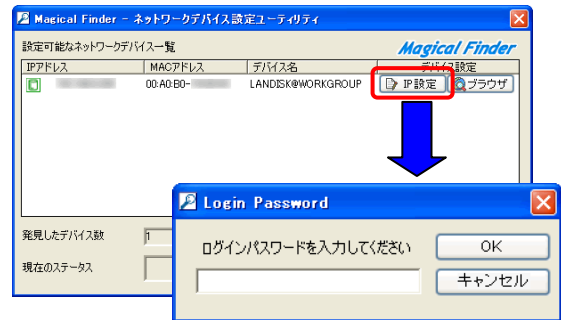 Magical Finder - ネットワークデバイス設定ユーティリティ
設定可能なネットワークデバイス一覧
Magical Finder
IPアドレス MACアドレス デバイス名 デバイス設定
00:A0:B0- LANDISK@WORKGROUP IP設定 ブラウザ
Login Password
発見したデバイス数 1
ログインパスワードを入力してください OK
現在のステータス
キャンセル